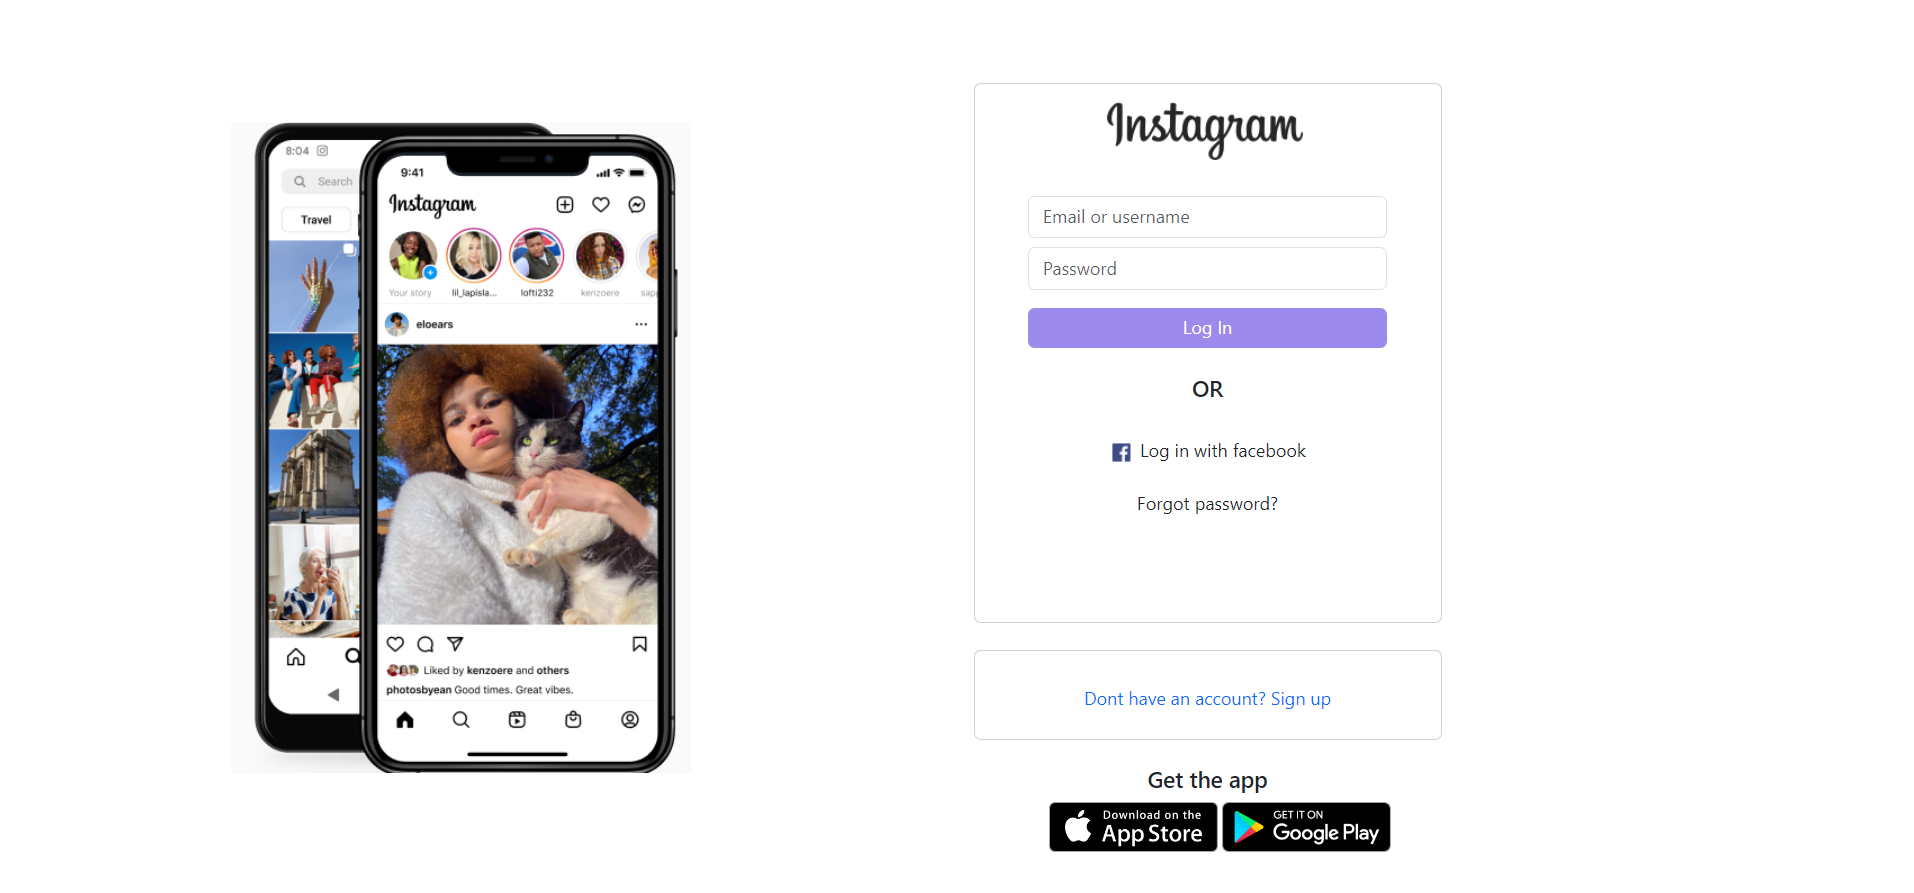 8:04
Search
Travel
9:41
Instagram
Your story
lil_lapisla...
lofti232
kenzoere
eloears
Liked by kenzoere and others
photosbyean Good times. Great vibes.
Instagram
Email or username
Password
Log In
OR
Log in with facebook
Forgot password?
Dont have an account? Sign up
Get the app
Download on the
App Store
GET IT ON
Google Play